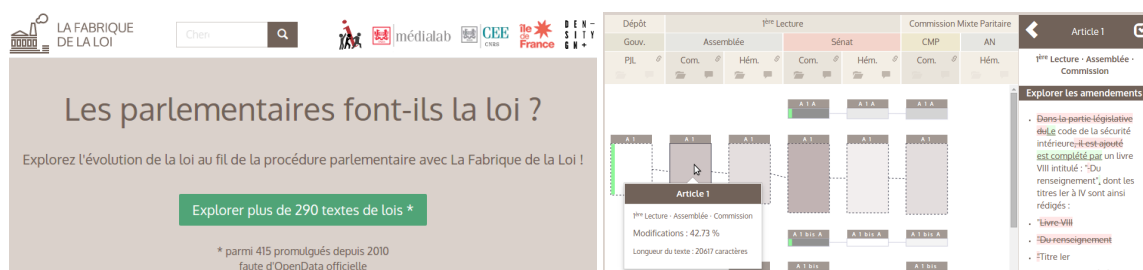 LA FABRIQUE
DE LA LOI
Chen
médialab
CEE
CNRS
île de France
DEN-
SITY
GN+
Les parlementaires font-ils la loi ?
Explorez l'évolution de la loi au fil de la procédure parlementaire avec La Fabrique de la Loi !
Explorer plus de 290 textes de lois *
* parmi 415 promulgués depuis 2010
faute d'OpenData officielle
Dépôt 1ère Lecture Commission Mixte Paritaire
Gouv. Assemblée Sénat CMP AN
PJL Com. Hém. Com. Hém. Com. Hém.
A 1 A A 1 A A 1 A
A 1 A 1 A 1 A 1 A 1 A 1
Article 1
1ère Lecture - Assemblée - Commission
Modifications : 42.73 %
Longueur du texte : 20617 caractères
A 1 bis A A 1 bis A A 1 bis A
A 1 bis A 1 bis A 1 bis A 1 bis
Article 1
1ère Lecture · Assemblée ·
Commission
Explorer les amendements
Dans la partie législative
duLe code de la sécurité
intérieure, il est ajouté
est complété par un livre
VIII intitulé : "Du
renseignement", dont les
titres Ier à IV sont ainsi
rédigés :
"Livre VIII
"Du renseignement
"Titre Ier